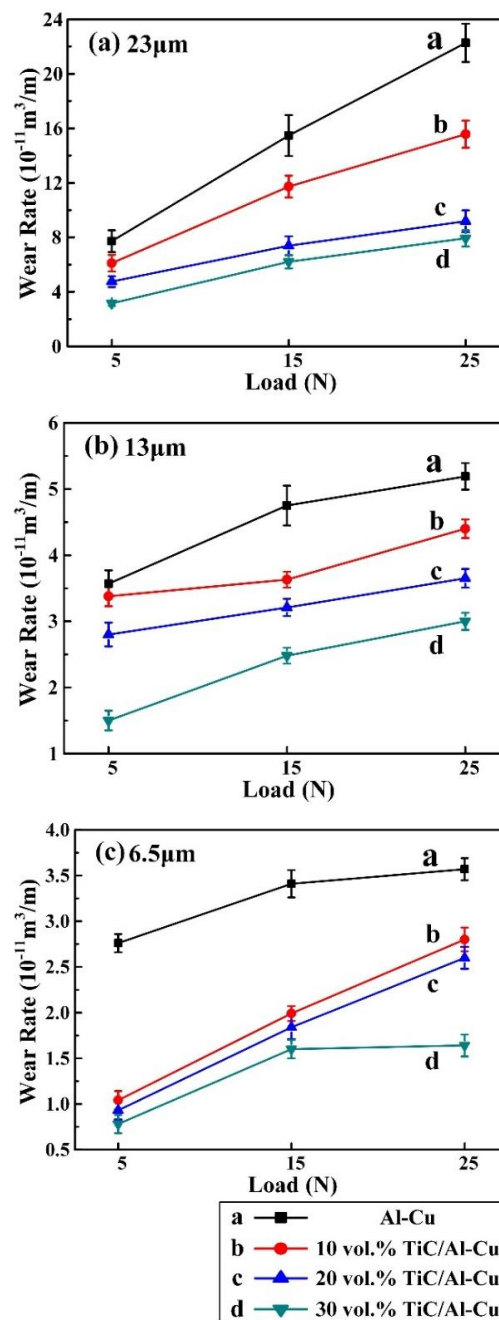 (a) 23μm
a
b
c
d
Wear Rate (10⁻¹¹m³/m)
24
20
16
12
8
4
0
5
15
25
Load (N)
(b) 13μm
a
b
c
d
Wear Rate (10⁻¹¹m³/m)
6
5
4
3
2
1
5
15
25
Load (N)
(c) 6.5μm
a
b
c
d
Wear Rate (10⁻¹¹m³/m)
4.0
3.5
3.0
2.5
2.0
1.5
1.0
0.5
5
15
25
Load (N)
a Al-Cu
b 10 vol.% TiC/Al-Cu
c 20 vol.% TiC/Al-Cu
d 30 vol.% TiC/Al-Cu